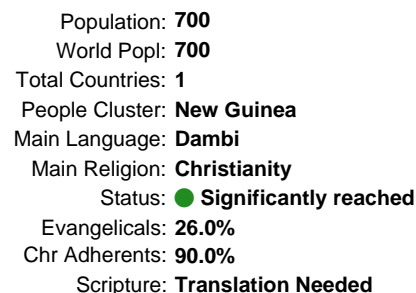 Population: 700
World Popl: 700
Total Countries: 1
People Cluster: New Guinea
Main Language: Dambi
Main Religion: Christianity
Status: Significantly reached
Evangelicals: 26.0%
Chr Adherents: 90.0%
Scripture: Translation Needed